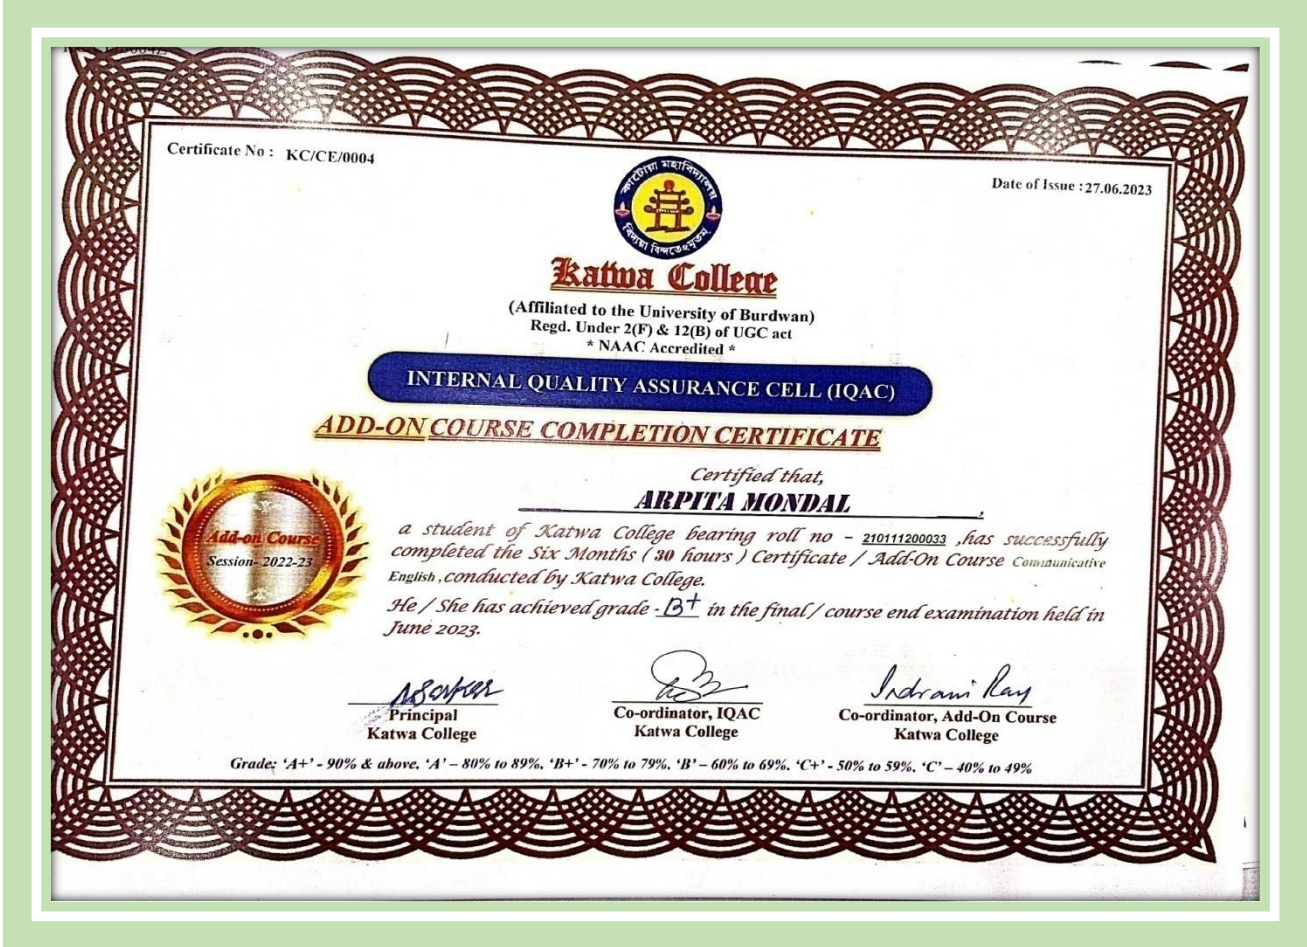 Certificate No : KC/CE/0004
Date of Issue : 27.06.2023
কাটোয়া মহাবিদ্যালয়
বিদ্যয়া বিন্দতেঽমৃতম্
Katwa College
(Affiliated to the University of Burdwan)
Regd. Under 2(F) & 12(B) of UGC act
* NAAC Accredited *
INTERNAL QUALITY ASSURANCE CELL (IQAC)
ADD-ON COURSE COMPLETION CERTIFICATE
Add-on Course
Session- 2022-23
Certified that,
ARPITA MONDAL,
a student of Katwa College bearing roll no - 210111200033 ,has successfully
completed the Six Months ( 30 hours ) Certificate / Add-On Course Communicative
English , conducted by Katwa College.
He / She has achieved grade - B+ in the final / course end examination held in
June 2023.
Indrani Ray
Principal
Katwa College
Co-ordinator, IQAC
Katwa College
Co-ordinator, Add-On Course
Katwa College
Grade: ‘A+’ - 90% & above, ‘A’ – 80% to 89%, ‘B+’ - 70% to 79%, ‘B’ – 60% to 69%, ‘C+’ - 50% to 59%, ‘C’ – 40% to 49%